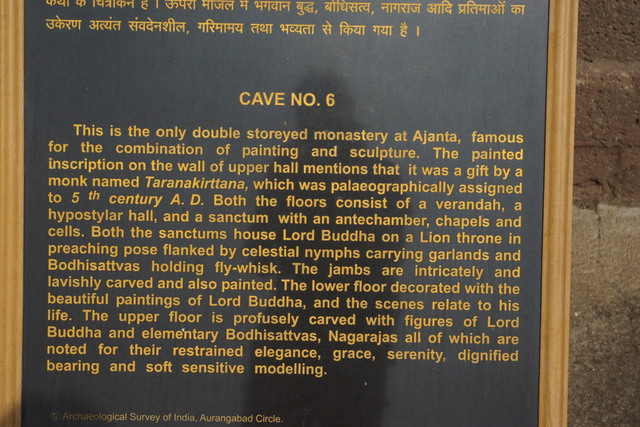 कथा के चित्रांकन है । ऊपरी मंजिल में भगवान बुद्ध, बोधिसत्व, नागराज आदि प्रतिमाओं का
उकेरण अत्यंत संवदेनशील, गरिमामय तथा भव्यता से किया गया है ।
CAVE NO. 6
This is the only double storeyed monastery at Ajanta, famous
for the combination of painting and sculpture. The painted
inscription on the wall of upper hall mentions that it was a gift by a
monk named Taranakirttana, which was palaeographically assigned
to 5 th century A. D. Both the floors consist of a verandah, a
hypostylar hall, and a sanctum with an antechamber, chapels and
cells. Both the sanctums house Lord Buddha on a Lion throne in
preaching pose flanked by celestial nymphs carrying garlands and
Bodhisattvas holding fly-whisk. The jambs are intricately and
lavishly carved and also painted. The lower floor decorated with the
beautiful paintings of Lord Buddha, and the scenes relate to his
life. The upper floor is profusely carved with figures of Lord
Buddha and elementary Bodhisattvas, Nagarajas all of which are
noted for their restrained elegance, grace, serenity, dignified
bearing and soft sensitive modelling.
© Archaeological Survey of India, Aurangabad Circle.